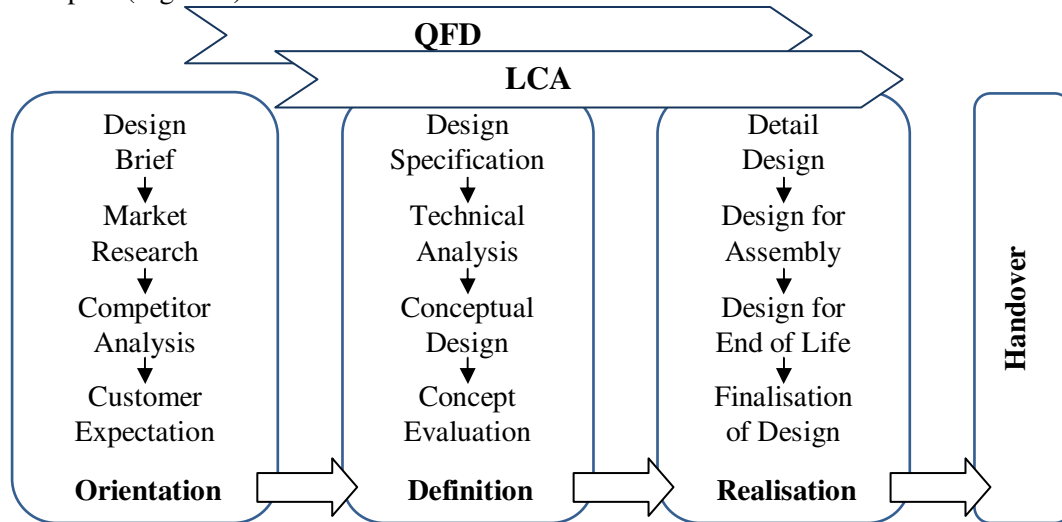 QFD
LCA
Design
Brief
Market
Research
Competitor
Analysis
Customer
Expectation
Orientation
Design
Specification
Technical
Analysis
Conceptual
Design
Concept
Evaluation
Definition
Detail
Design
Design for
Assembly
Design for
End of Life
Finalisation
of Design
Realisation
Handover